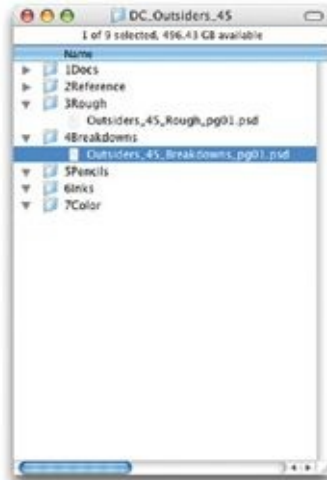 DC_Outsiders_45
1 of 9 selected, 496.43 GB available
Name
1Docs
2Reference
3Rough
Outsiders_45_Rough_pg01.psd
4Breakdowns
Outsiders_45_Breakdowns_pg01.psd
5Pencils
6Inks
7Color